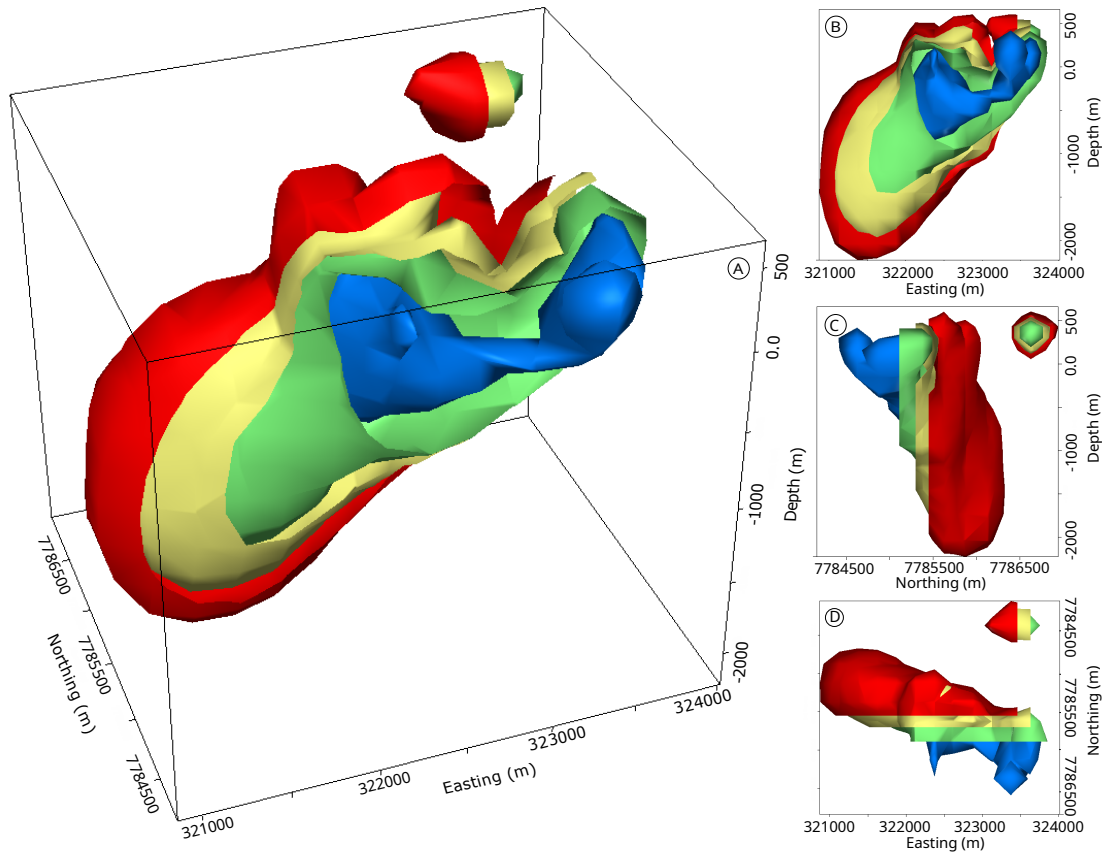 A
500
0.0
-1000
-2000
Depth (m)
7786500
7785500
7784500
Northing (m)
321000
322000
323000
324000
Easting (m)
B
500
0.0
-1000
-2000
Depth (m)
321000 322000 323000 324000
Easting (m)
C
500
0.0
-1000
-2000
Depth (m)
7784500 7785500 7786500
Northing (m)
D
7784500
7785500
7786500
Northing (m)
321000 322000 323000 324000
Easting (m)